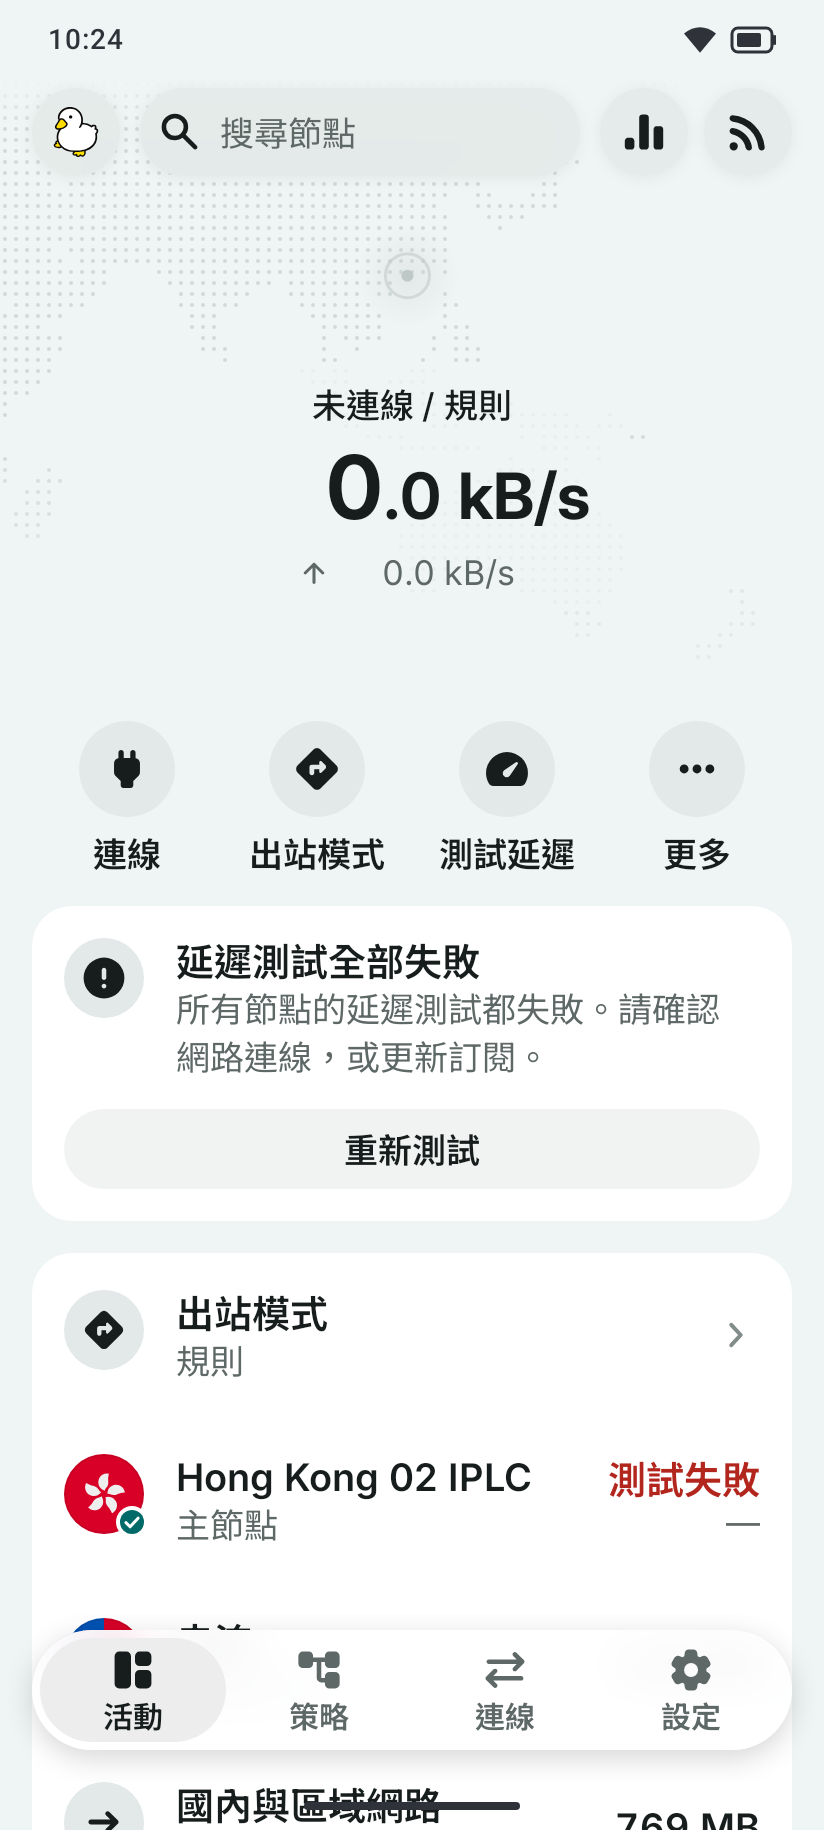 10:24
搜尋節點
未連線 / 規則
0.0 kB/s
0.0 kB/s
連線
出站模式
測試延遲
更多
延遲測試全部失敗
所有節點的延遲測試都失敗。請確認
網路連線，或更新訂閱。
重新測試
出站模式
規則
Hong Kong 02 IPLC
測試失敗
主節點
—
活動
策略
連線
設定
國內與區域網路
769 MB